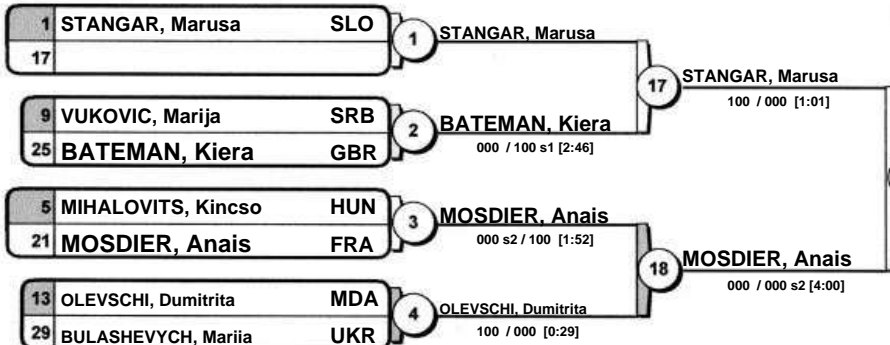 1 STANGAR, Marusa SLO
17
1
STANGAR, Marusa
9 VUKOVIC, Marija SRB
25 BATEMAN, Kiera GBR
2
BATEMAN, Kiera
000 / 100 s1 [2:46]
17
STANGAR, Marusa
100 / 000 [1:01]
5 MIHALOVITS, Kincso HUN
21 MOSDIER, Anais FRA
3
MOSDIER, Anais
000 s2 / 100 [1:52]
13 OLEVSCHI, Dumitrita MDA
29 BULASHEVYCH, Mariia UKR
4
OLEVSCHI, Dumitrita
100 / 000 [0:29]
18
MOSDIER, Anais
000 / 000 s2 [4:00]